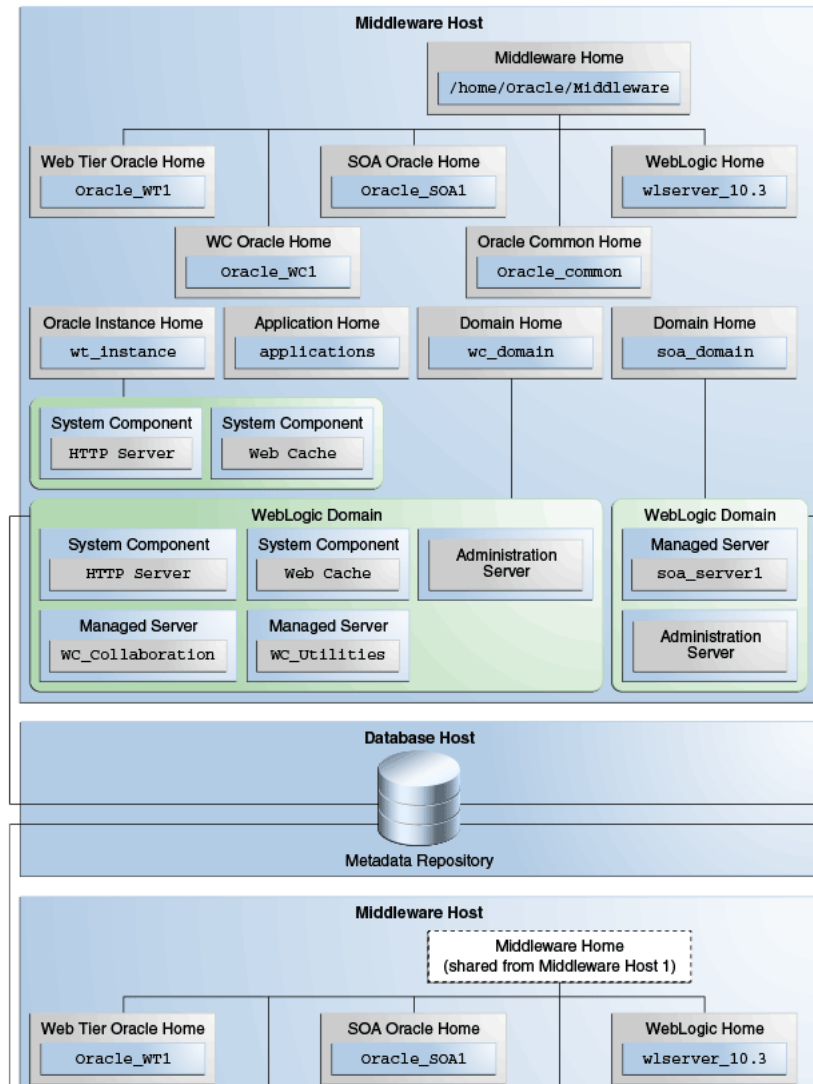 Middleware Host
Middleware Home
/home/Oracle/Middleware
Web Tier Oracle Home
Oracle_WT1
SOA Oracle Home
Oracle_SOA1
WebLogic Home
wlserver_10.3
WC Oracle Home
Oracle_WC1
Oracle Common Home
Oracle_common
Oracle Instance Home
wt_instance
Application Home
applications
Domain Home
wc_domain
Domain Home
soa_domain
System Component
HTTP Server
System Component
Web Cache
WebLogic Domain
System Component
HTTP Server
System Component
Web Cache
Administration
Server
Managed Server
WC_Collaboration
Managed Server
WC_Utilities
WebLogic Domain
Managed Server
soa_server1
Administration
Server
Database Host
Metadata Repository
Middleware Host
Middleware Home
(shared from Middleware Host 1)
Web Tier Oracle Home
Oracle_WT1
SOA Oracle Home
Oracle_SOA1
WebLogic Home
wlserver_10.3